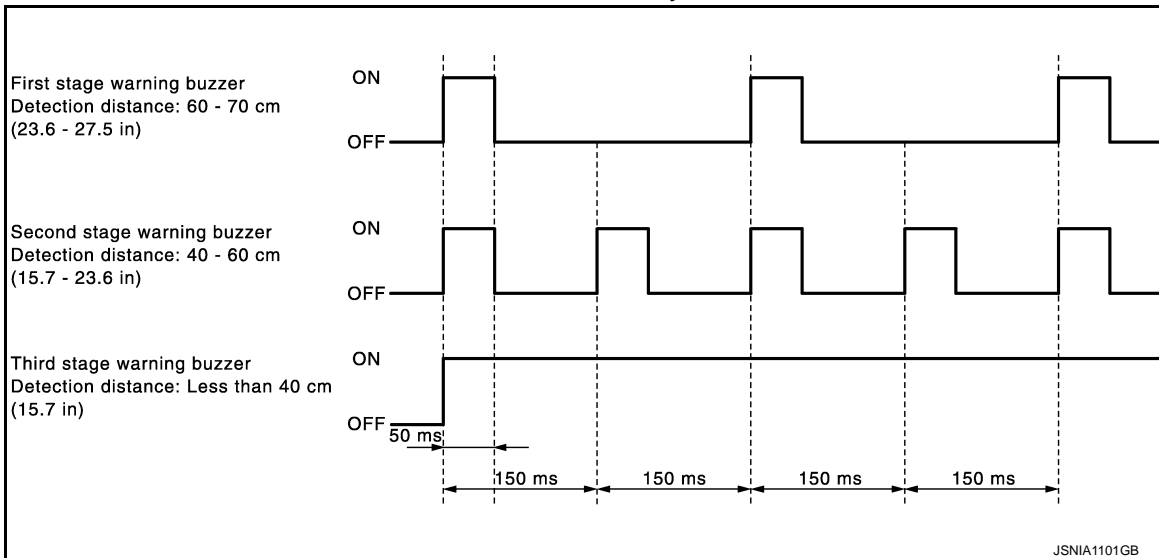 First stage warning buzzer
Detection distance: 60 - 70 cm
(23.6 - 27.5 in)
ON
OFF
Second stage warning buzzer
Detection distance: 40 - 60 cm
(15.7 - 23.6 in)
ON
OFF
Third stage warning buzzer
Detection distance: Less than 40 cm
(15.7 in)
ON
OFF
50 ms
150 ms 150 ms 150 ms 150 ms
JSNIA1101GB